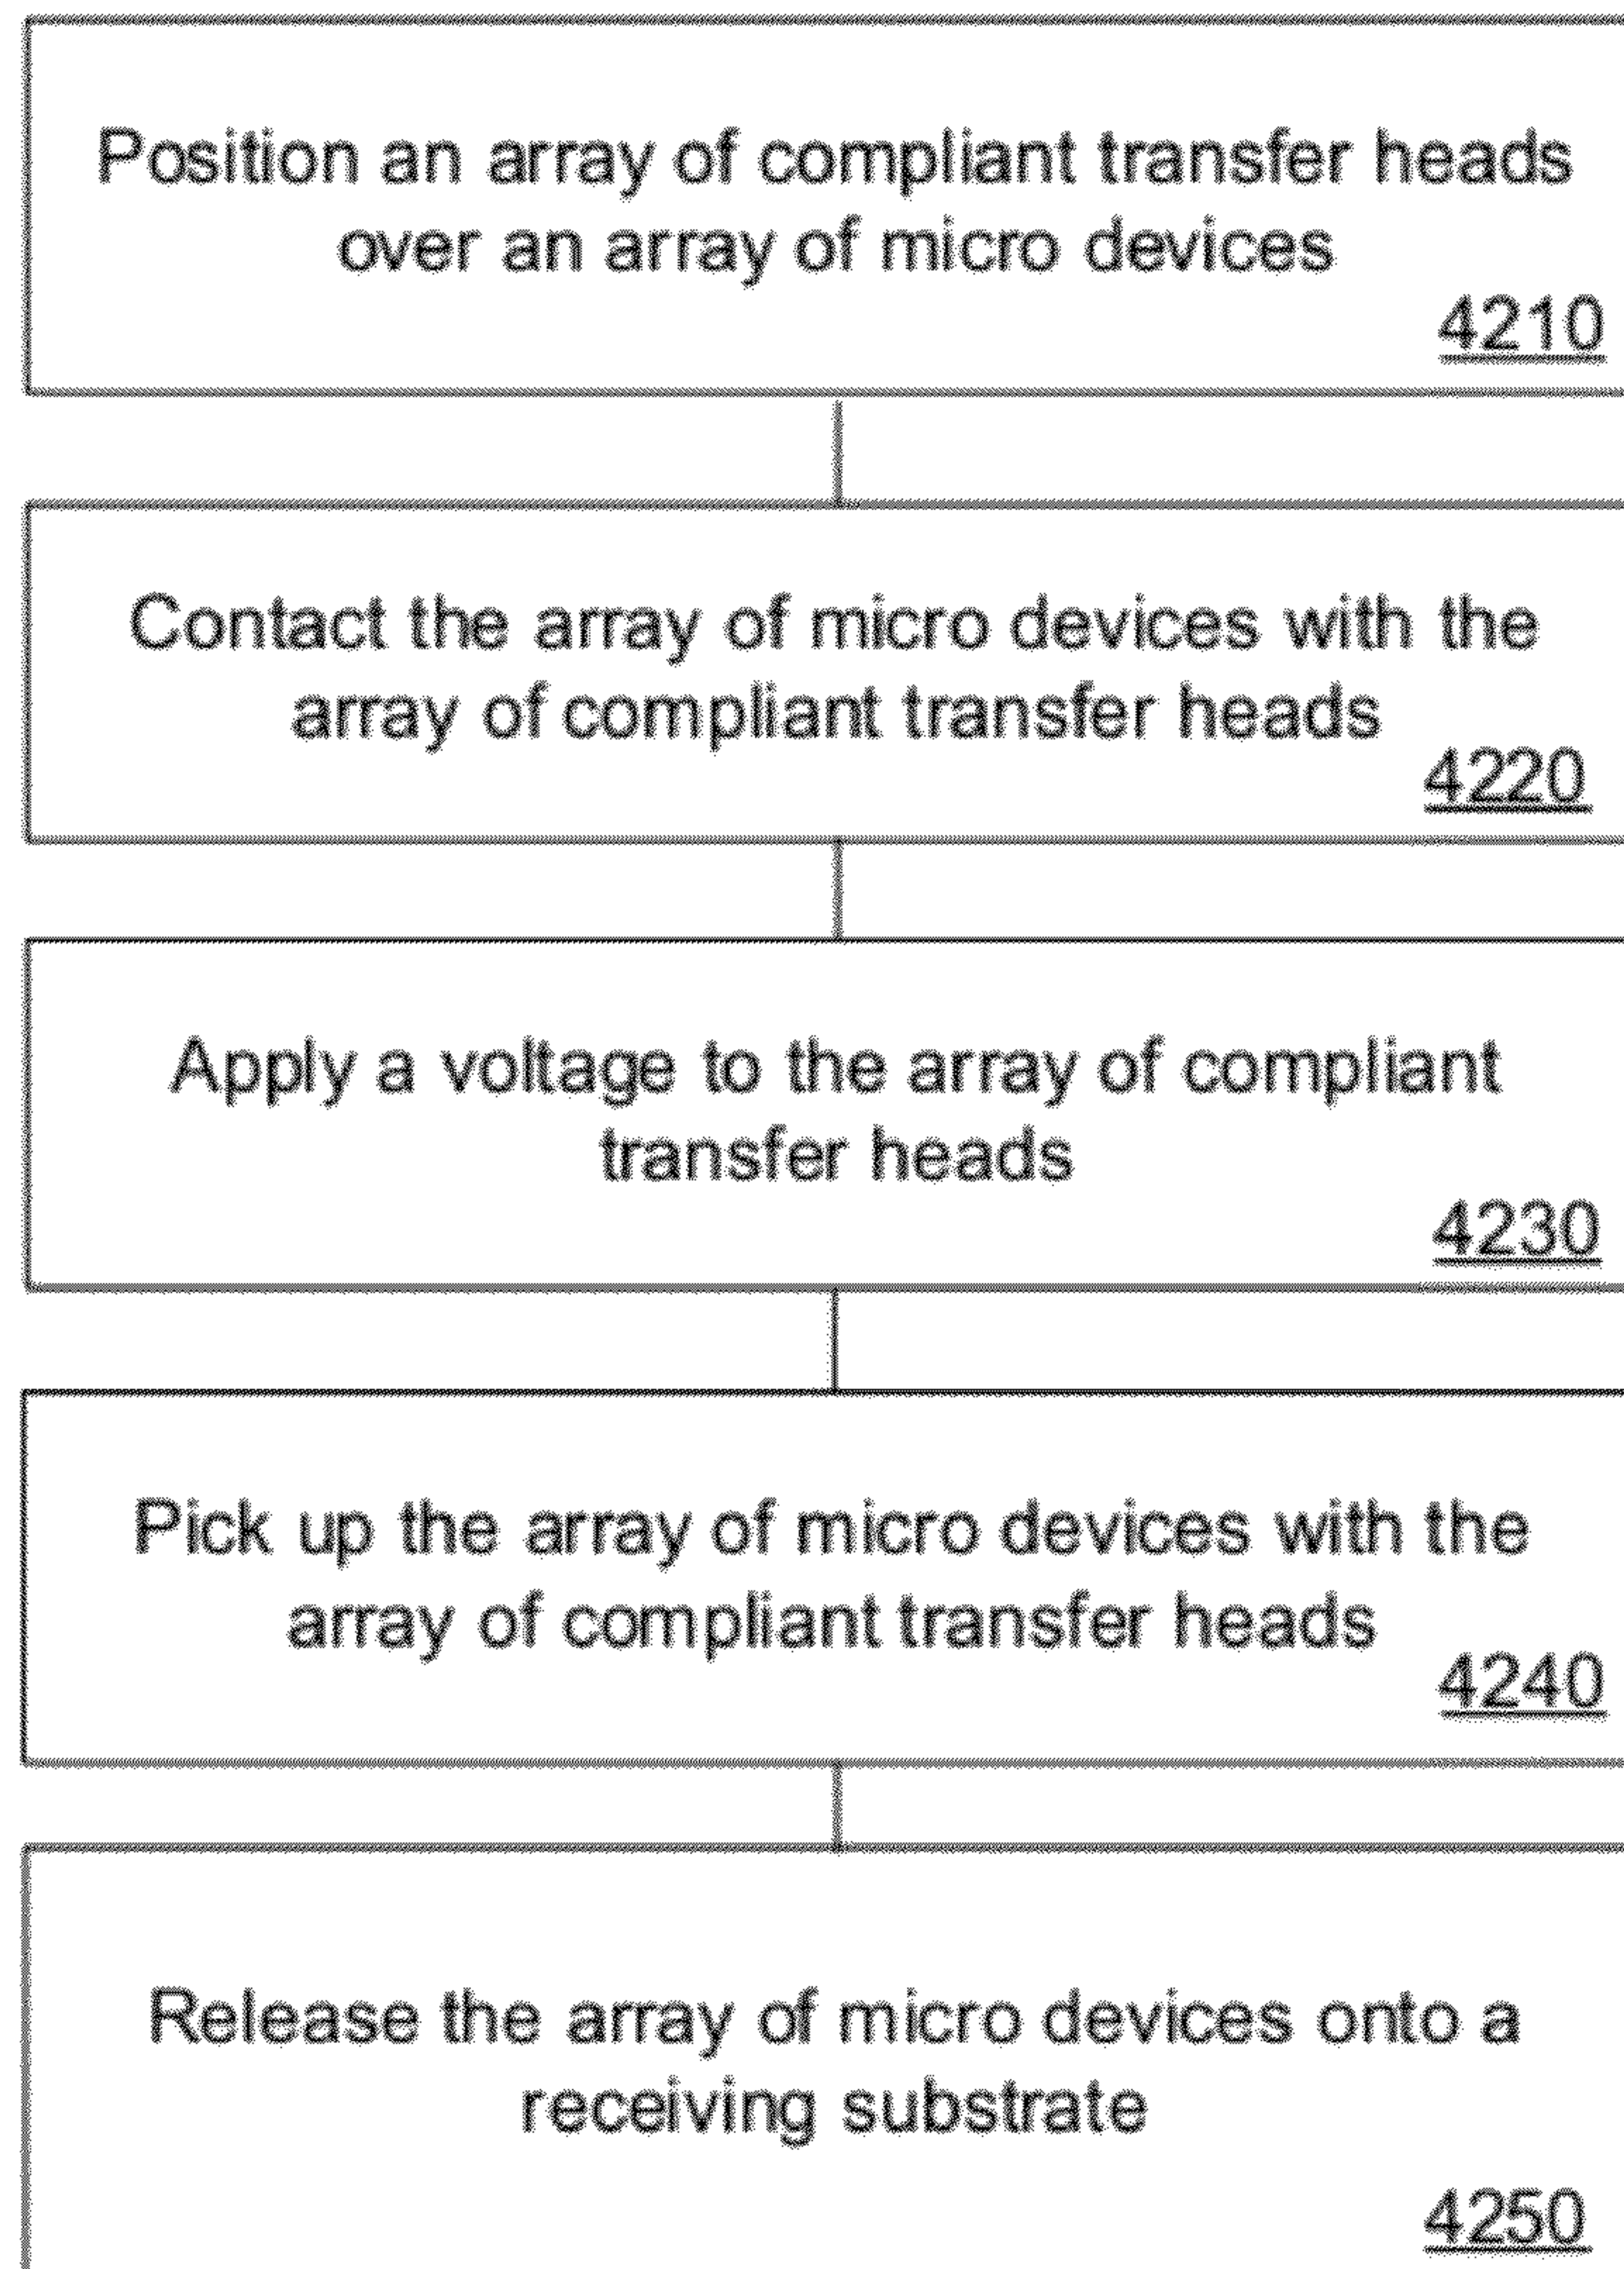 Position an array of compliant transfer heads
over an array of micro devices
4210
Contact the array of micro devices with the
array of compliant transfer heads
4220
Apply a voltage to the array of compliant
transfer heads
4230
Pick up the array of micro devices with the
array of compliant transfer heads
4240
Release the array of micro devices onto a
receiving substrate
4250